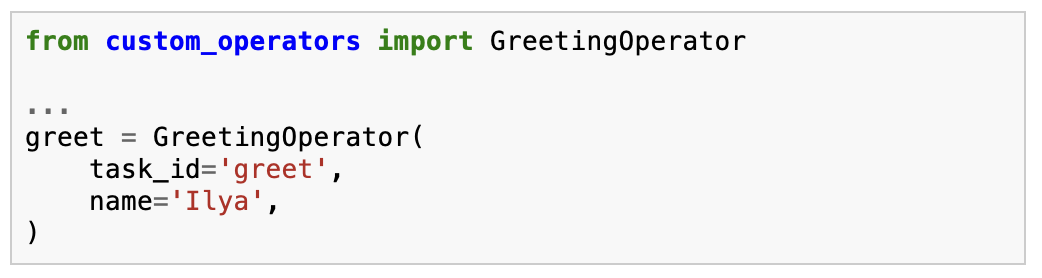 from custom_operators import GreetingOperator
...
greet = GreetingOperator(
    task_id='greet',
    name='Ilya',
)